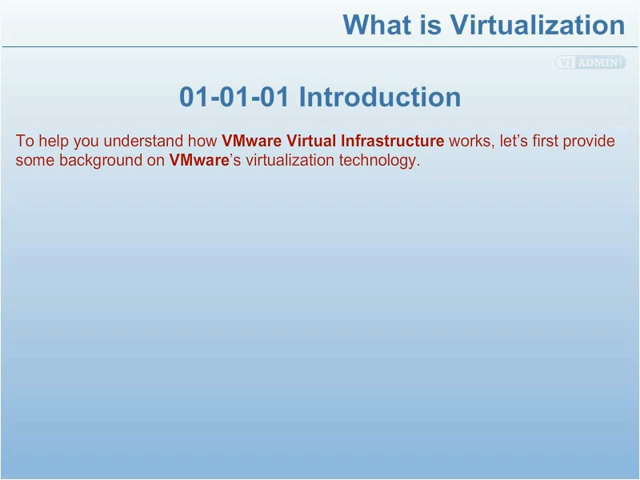 What is Virtualization
VI ADMIN!
01-01-01 Introduction
To help you understand how VMware Virtual Infrastructure works, let’s first provide
some background on VMware’s virtualization technology.